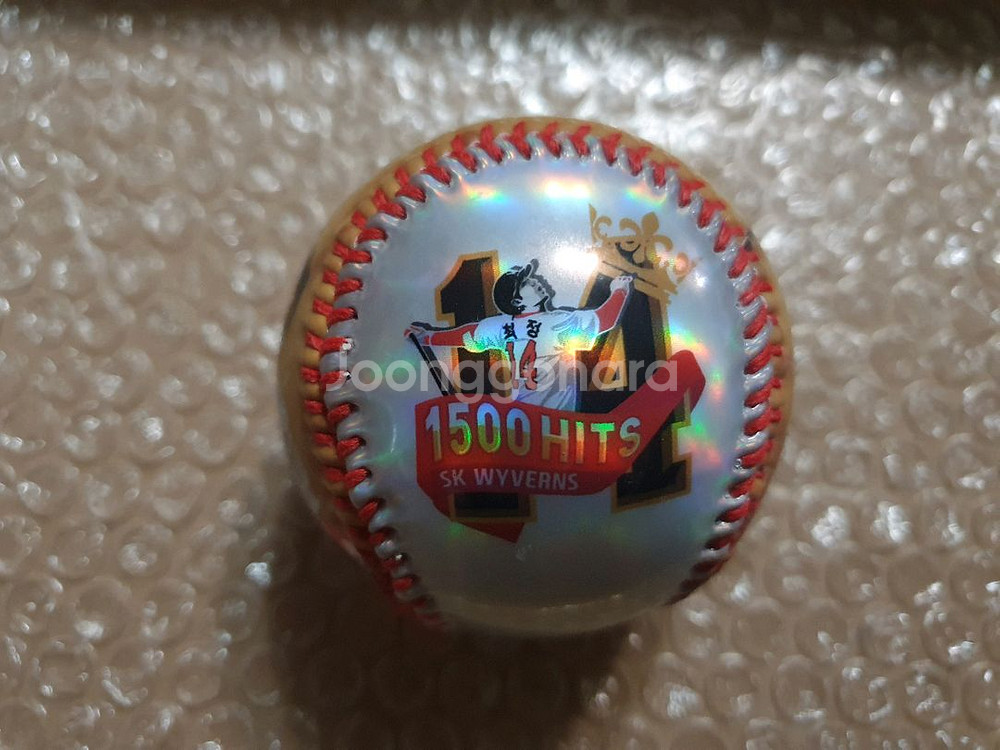 14
최정
14
Joonggonara
1500 HITS
SK WYVERNS